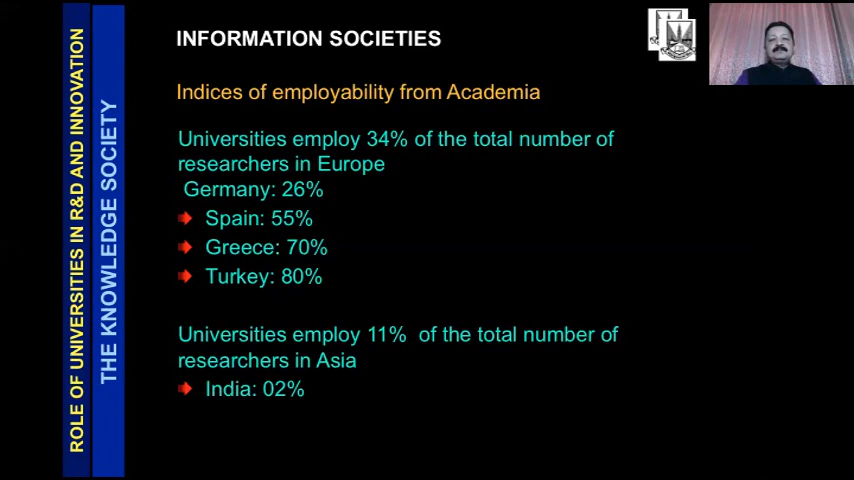 INFORMATION SOCIETIES
Indices of employability from Academia
Universities employ 34% of the total number of
researchers in Europe
Germany: 26%
Spain: 55%
Greece: 70%
Turkey: 80%
Universities employ 11% of the total number of
researchers in Asia
India: 02%
ROLE OF UNIVERSITIES IN R&D AND INNOVATION
THE KNOWLEDGE SOCIETY